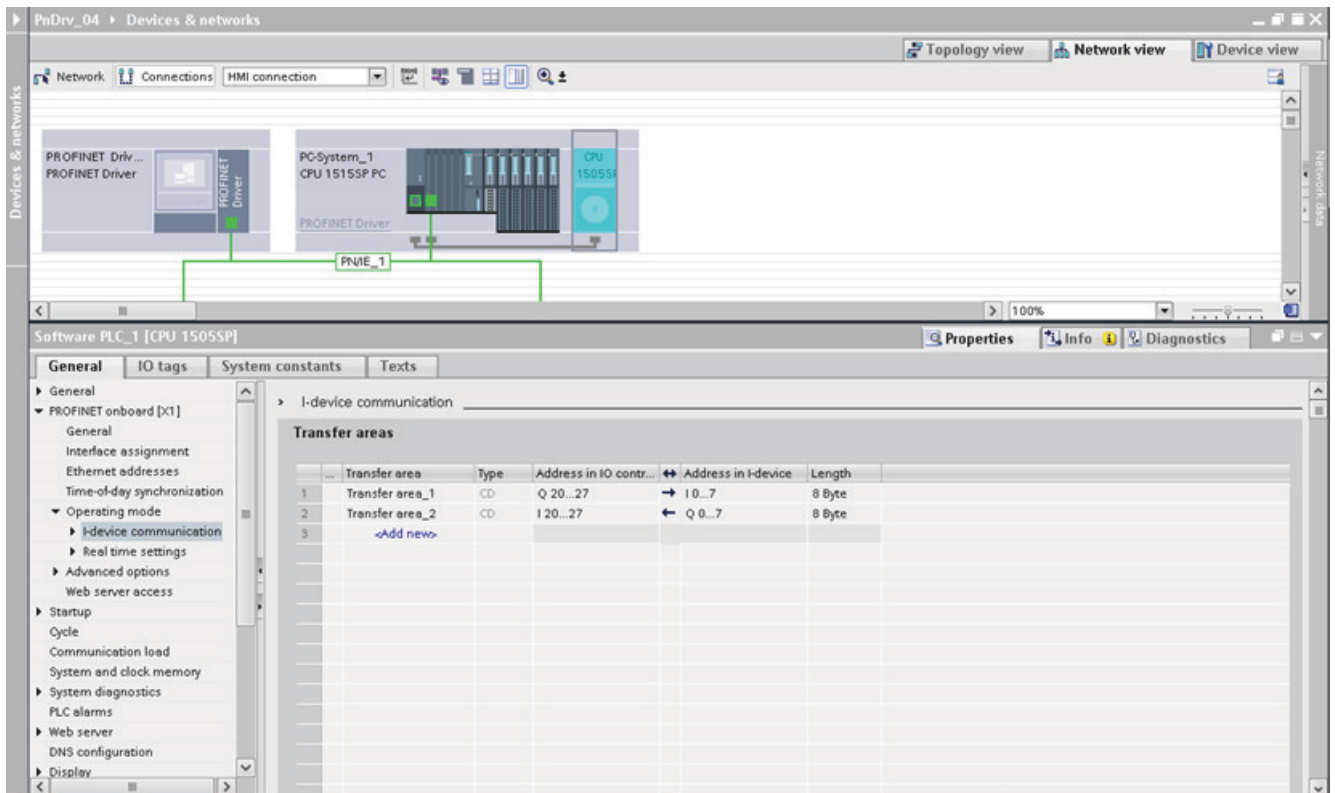 PnDrv_04 ▸ Devices & networks
Topology view
Network view
Device view
Network
Connections
HMI connection
Devices & networks
Network data
PROFINET Driv...
PROFINET Driver
PROFINET
Driver
PC-System_1
CPU 1515SP PC
PROFINET Driver
CPU
1505SP
PN/IE_1
100%
Software PLC_1 [CPU 1505SP]
Properties
Info
Diagnostics
General
IO tags
System constants
Texts
General
PROFINET onboard [X1]
General
Interface assignment
Ethernet addresses
Time-of-day synchronization
Operating mode
I-device communication
Real time settings
Advanced options
Web server access
Startup
Cycle
Communication load
System and clock memory
System diagnostics
PLC alarms
Web server
DNS configuration
Display
I-device communication
Transfer areas
... Transfer area Type Address in IO contr... ↔ Address in I-device Length
1 Transfer area_1 CD Q 20...27 → I 0...7 8 Byte
2 Transfer area_2 CD I 20...27 ← Q 0...7 8 Byte
3 <Add new>